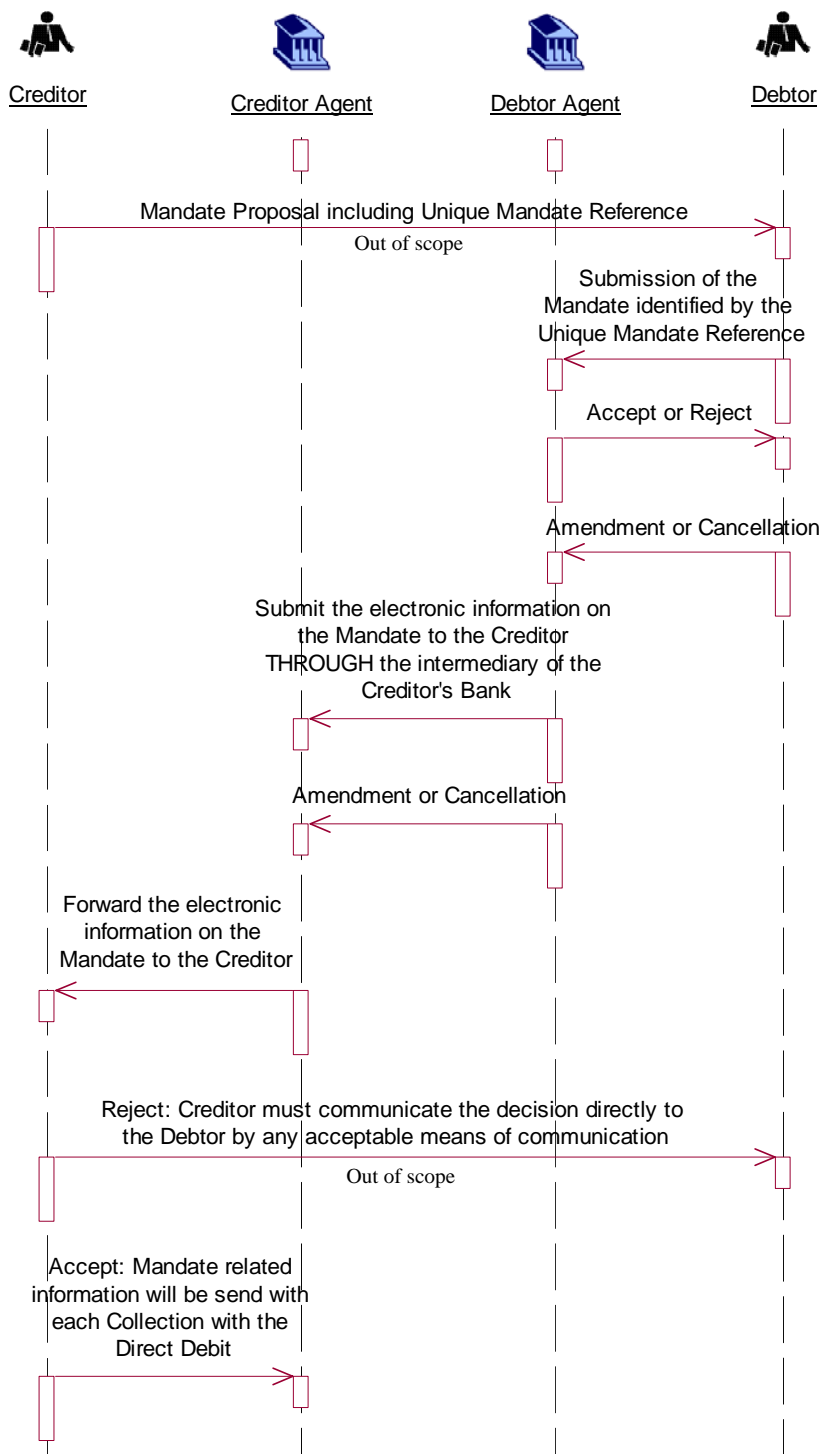 Creditor
Creditor Agent
Debtor Agent
Debtor
Mandate Proposal including Unique Mandate Reference
Out of scope
Submission of the
Mandate identified by the
Unique Mandate Reference
Accept or Reject
Amendment or Cancellation
Submit the electronic information on
the Mandate to the Creditor
THROUGH the intermediary of the
Creditor's Bank
Amendment or Cancellation
Forward the electronic
information on the
Mandate to the Creditor
Reject: Creditor must communicate the decision directly to
the Debtor by any acceptable means of communication
Out of scope
Accept: Mandate related
information will be send with
each Collection with the
Direct Debit